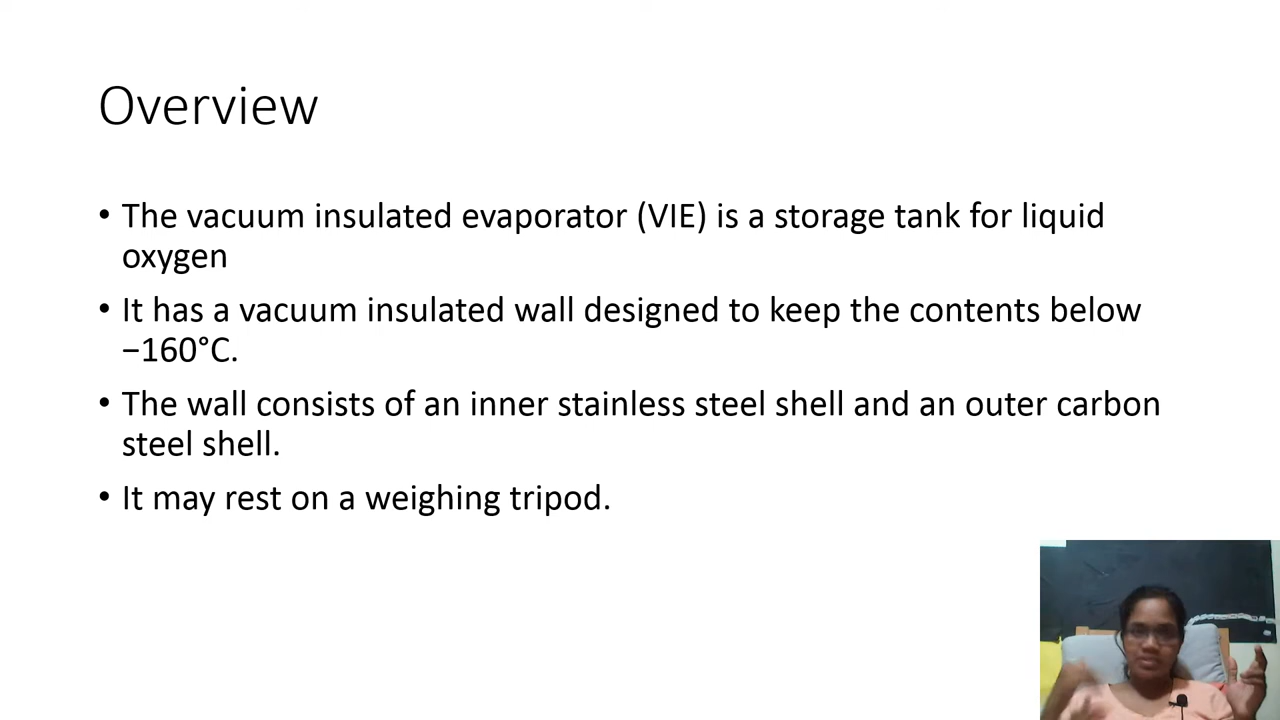 Overview
• The vacuum insulated evaporator (VIE) is a storage tank for liquid
oxygen
• It has a vacuum insulated wall designed to keep the contents below
−160°C.
• The wall consists of an inner stainless steel shell and an outer carbon
steel shell.
• It may rest on a weighing tripod.